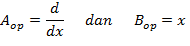 A_op = d/dx dan B_op = x